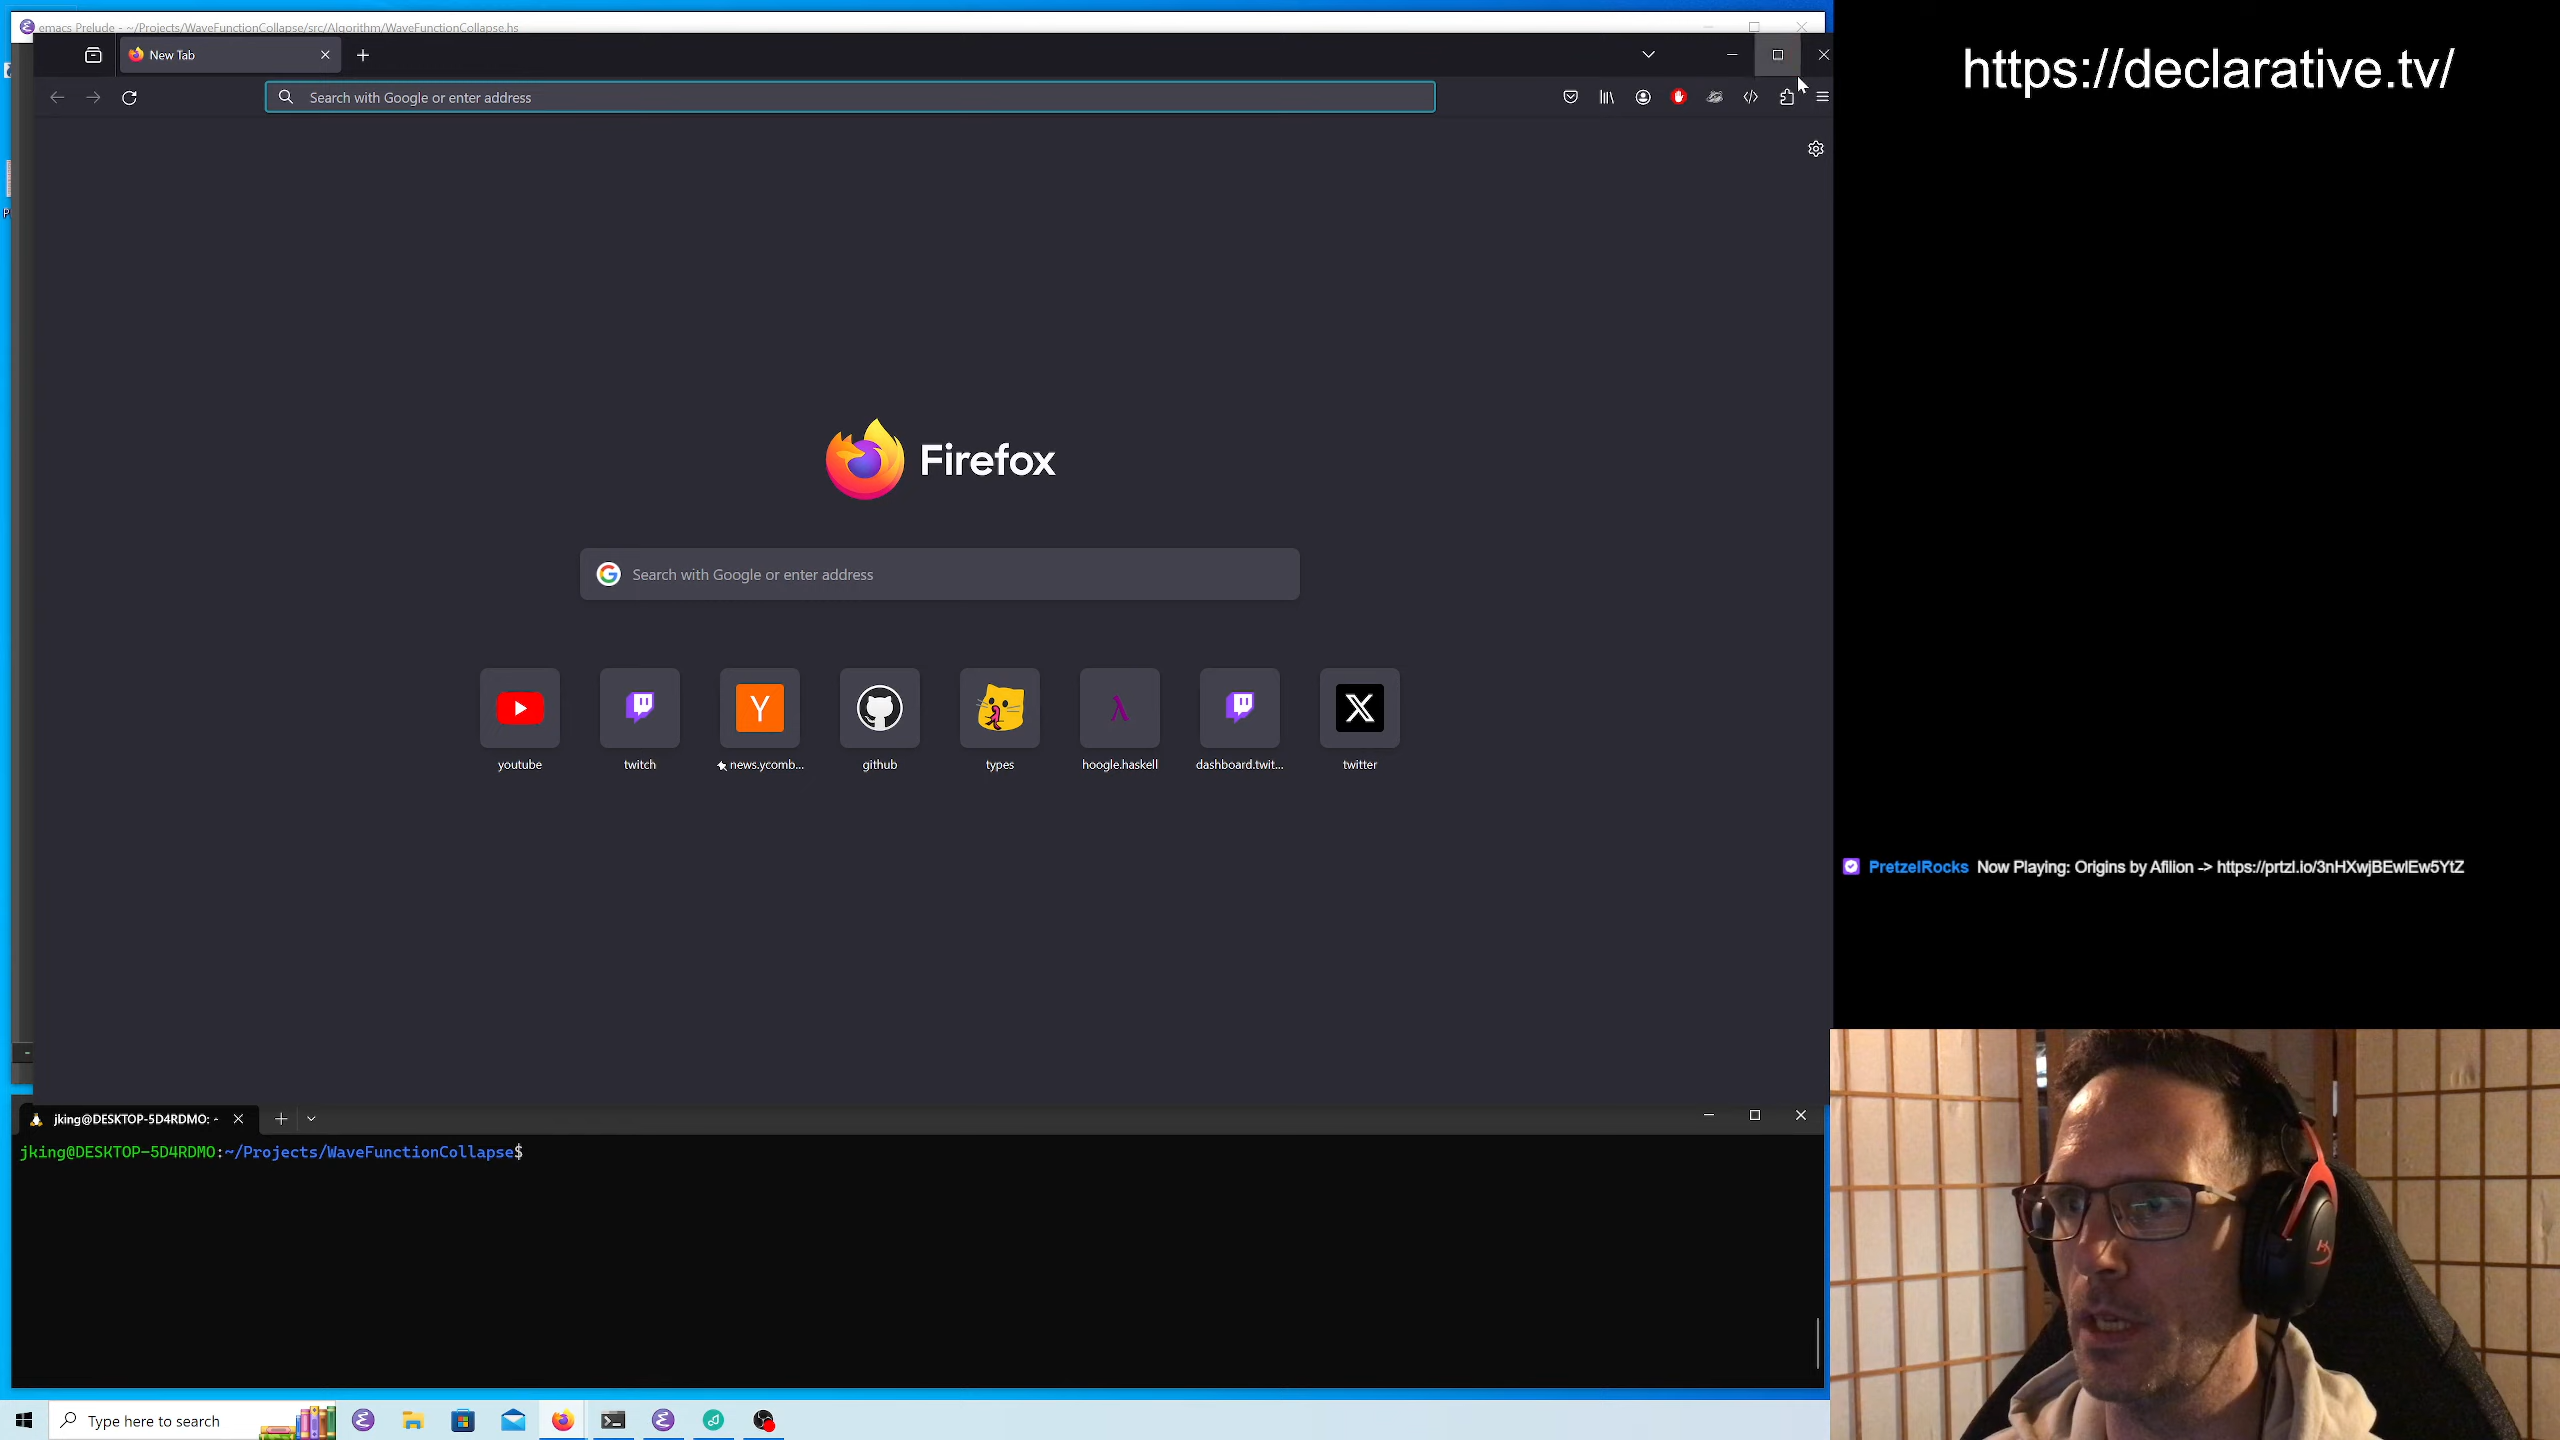 emacs Prelude - ~/Projects/WaveFunctionCollapse/src/Algorithm/WaveFunctionCollapse.hs
New Tab
Search with Google or enter address
Firefox
Search with Google or enter address
youtube
twitch
news.ycomb...
github
types
hoogle.haskell
dashboard.twit...
twitter
jking@DESKTOP-5D4RDMO: ~
jking@DESKTOP-5D4RDMO:~/Projects/WaveFunctionCollapse$
Type here to search
https://declarative.tv/
PretzelRocks Now Playing: Origins by Afilion -> https://prtzl.io/3nHXwjBEwlEw5YtZ